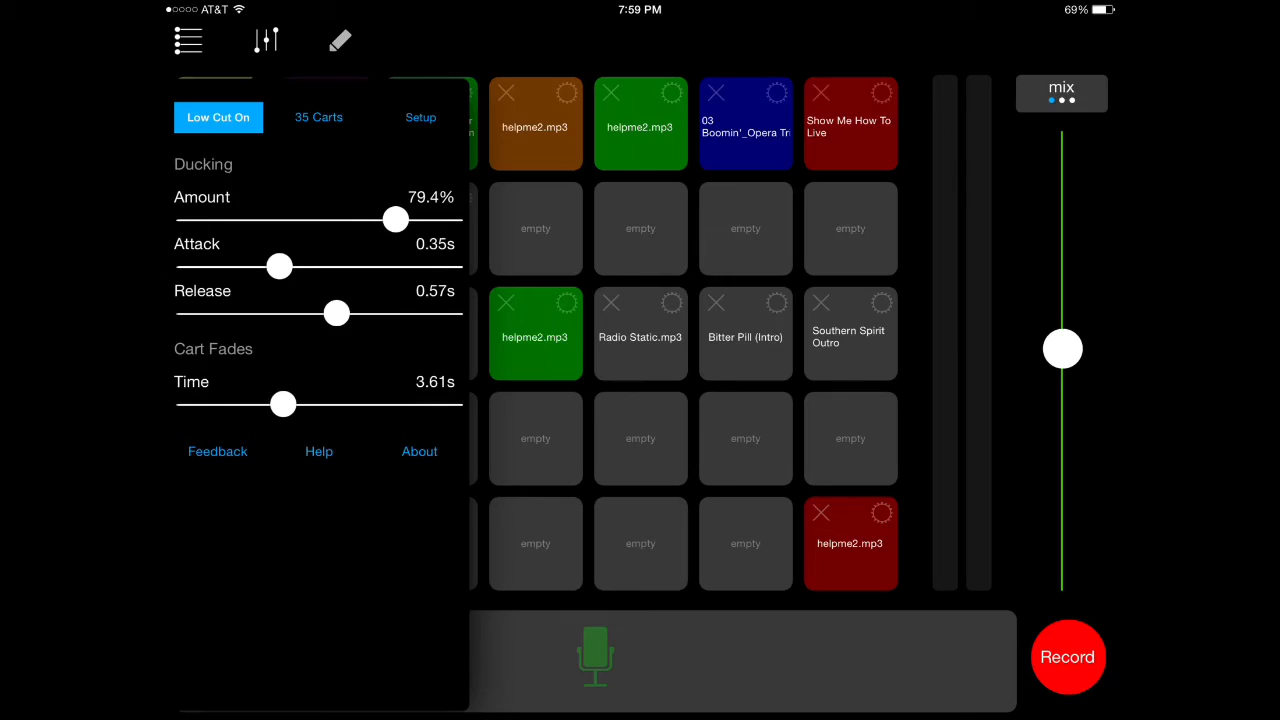 AT&T
7:59 PM
69%
mix
Low Cut On
35 Carts
Setup
helpme2.mp3
helpme2.mp3
03
Boomin'_Opera Tri
Show Me How To
Live
Ducking
Amount
79.4%
Attack
0.35s
Release
0.57s
empty
empty
empty
empty
helpme2.mp3
Radio Static.mp3
Bitter Pill (Intro)
Southern Spirit
Outro
Cart Fades
Time
3.61s
Feedback
Help
About
empty
empty
empty
empty
empty
empty
empty
helpme2.mp3
Record